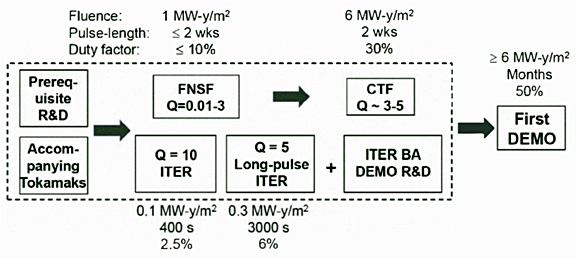 Fluence: 1 MW-y/m² 6 MW-y/m²
Pulse-length: ≤ 2 wks 2 wks
Duty factor: ≤ 10% 30%
≥ 6 MW-y/m²
Months
50%
Prereq-
uisite
R&D
FNSF
Q=0.01-3
CTF
Q ~ 3-5
First
DEMO
Accom-
panying
Tokamaks
Q = 10
ITER
Q = 5
Long-pulse
ITER
+
ITER BA
DEMO R&D
0.1 MW-y/m² 0.3 MW-y/m²
400 s 3000 s
2.5% 6%